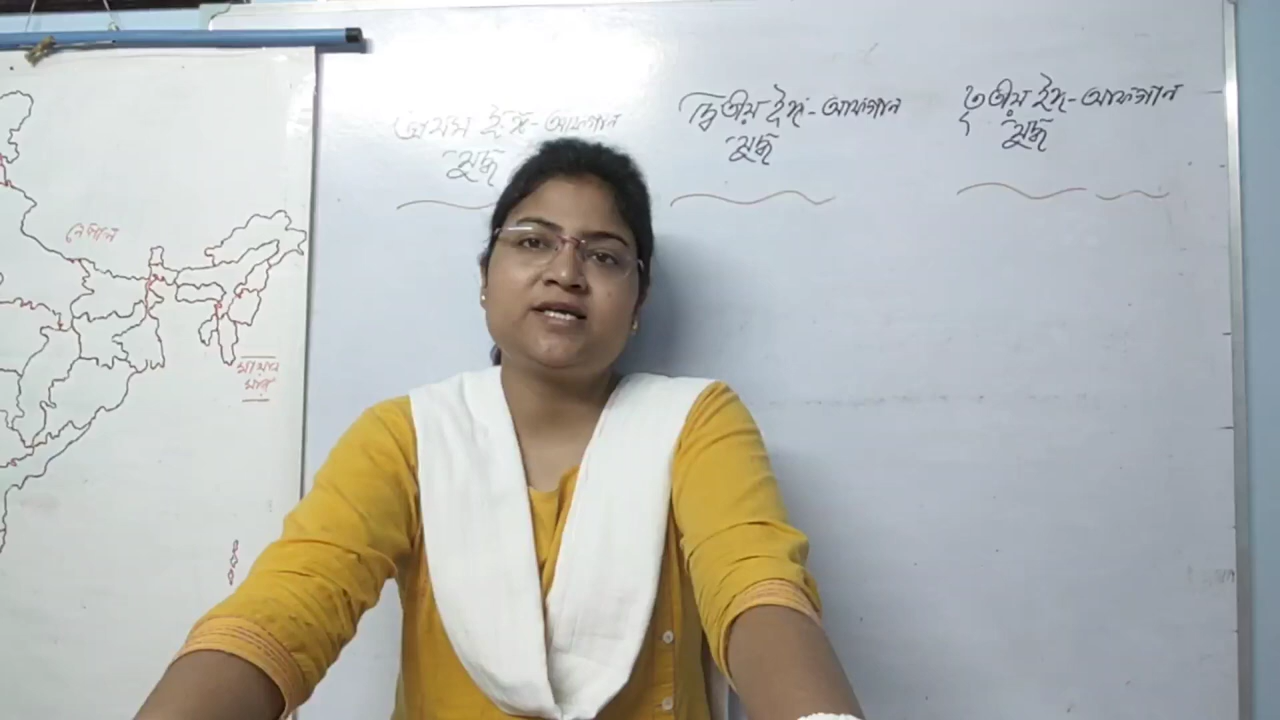 প্রথম ইঙ্গ-আফগান
যুদ্ধ
দ্বিতীয় ইঙ্গ-আফগান
যুদ্ধ
তৃতীয় ইঙ্গ-আফগান
যুদ্ধ
নেপাল
মায়ান
মার